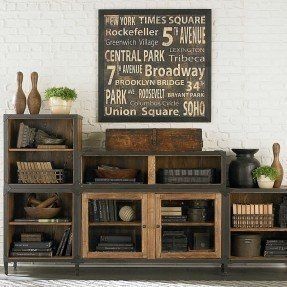 NEW YORK TIMES SQUARE
Rockefeller 5TH
Greenwich Village AVENUE
CENTRAL LEXINGTON
PARK AVE Tribeca
7TH AVENUE Broadway
BROOKLYN BRIDGE
PARK ROOSEVELT 34TH
AVE BRYANT PARK
Columbus Circle SOHO
Union Square